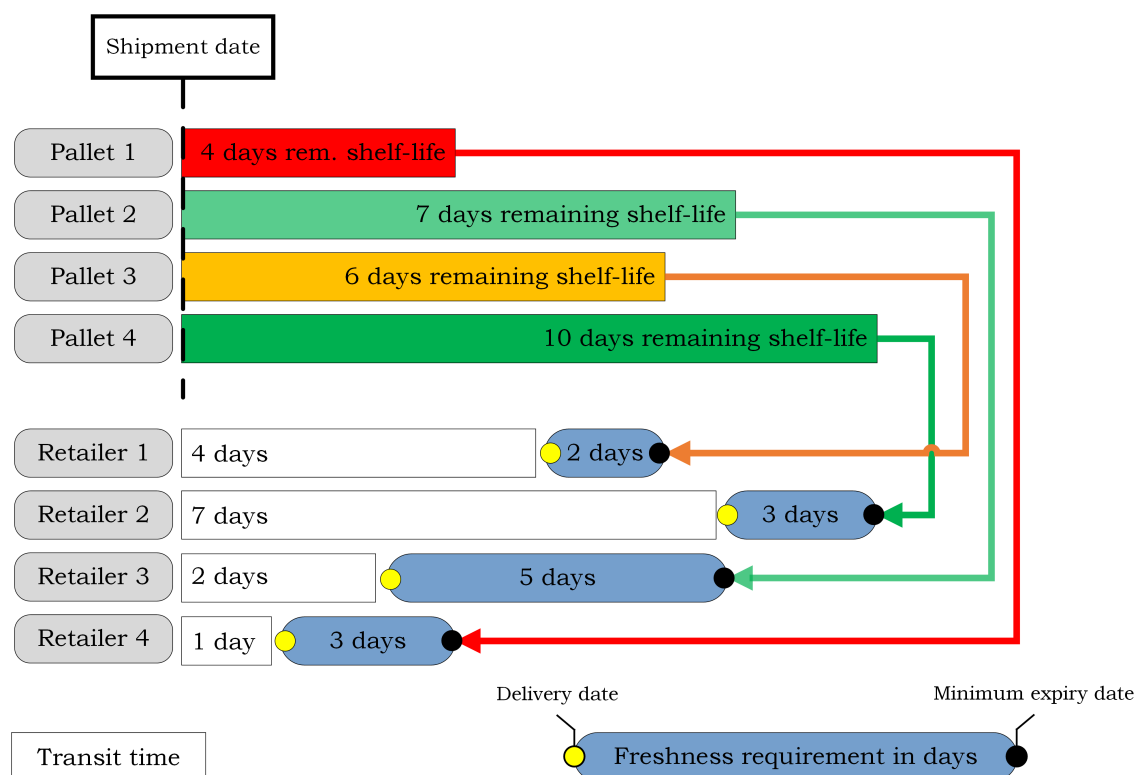 Shipment date
Pallet 1
4 days rem. shelf-life
Pallet 2
7 days remaining shelf-life
Pallet 3
6 days remaining shelf-life
Pallet 4
10 days remaining shelf-life
Retailer 1
4 days
2 days
Retailer 2
7 days
3 days
Retailer 3
2 days
5 days
Retailer 4
1 day
3 days
Delivery date
Minimum expiry date
Transit time
Freshness requirement in days